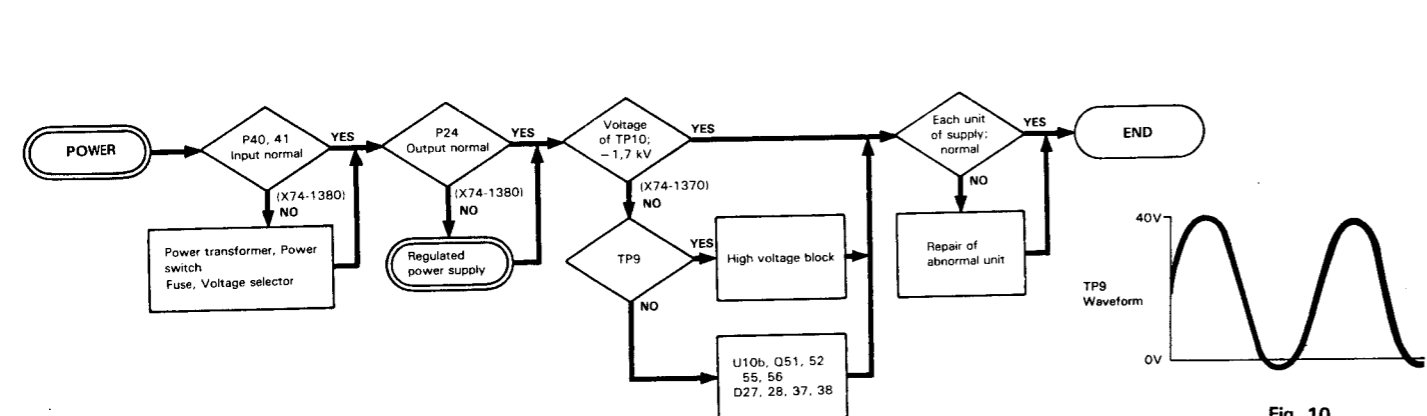 POWER
P40, 41
Input normal
YES
(X74-1380)
NO
Power transformer, Power
switch
Fuse, Voltage selector
P24
Output normal
YES
(X74-1380)
NO
Regulated
power supply
Voltage
of TP10;
−1,7 kV
YES
(X74-1370)
NO
TP9
YES
High voltage block
NO
U10b, Q51, 52
55, 56
D27, 28, 37, 38
Each unit
of supply;
normal
YES
NO
Repair of
abnormal unit
END
40V
TP9
Waveform
0V
Fig. 10